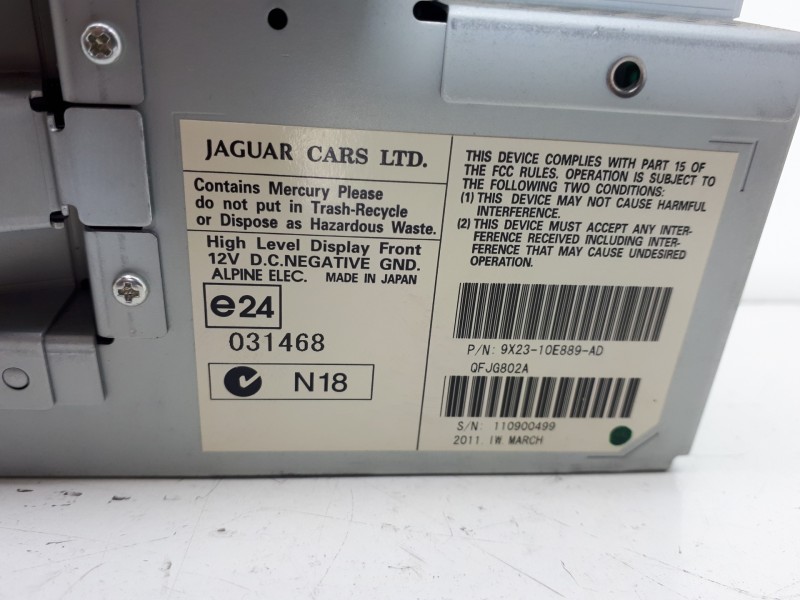 JAGUAR CARS LTD.
Contains Mercury Please
do not put in Trash-Recycle
or Dispose as Hazardous Waste.
High Level Display Front
12V D.C.NEGATIVE GND.
ALPINE ELEC. MADE IN JAPAN
e24
031468
N18
THIS DEVICE COMPLIES WITH PART 15 OF
THE FCC RULES. OPERATION IS SUBJECT TO
THE FOLLOWING TWO CONDITIONS:
(1) THIS DEVICE MAY NOT CAUSE HARMFUL
INTERFERENCE.
(2) THIS DEVICE MUST ACCEPT ANY INTER-
FERENCE RECEIVED INCLUDING INTER-
FERENCE THAT MAY CAUSE UNDESIRED
OPERATION.
P/N: 9X23-10E889-AD
QFJG802A
S/N: 110900499
2011. 1W. MARCH